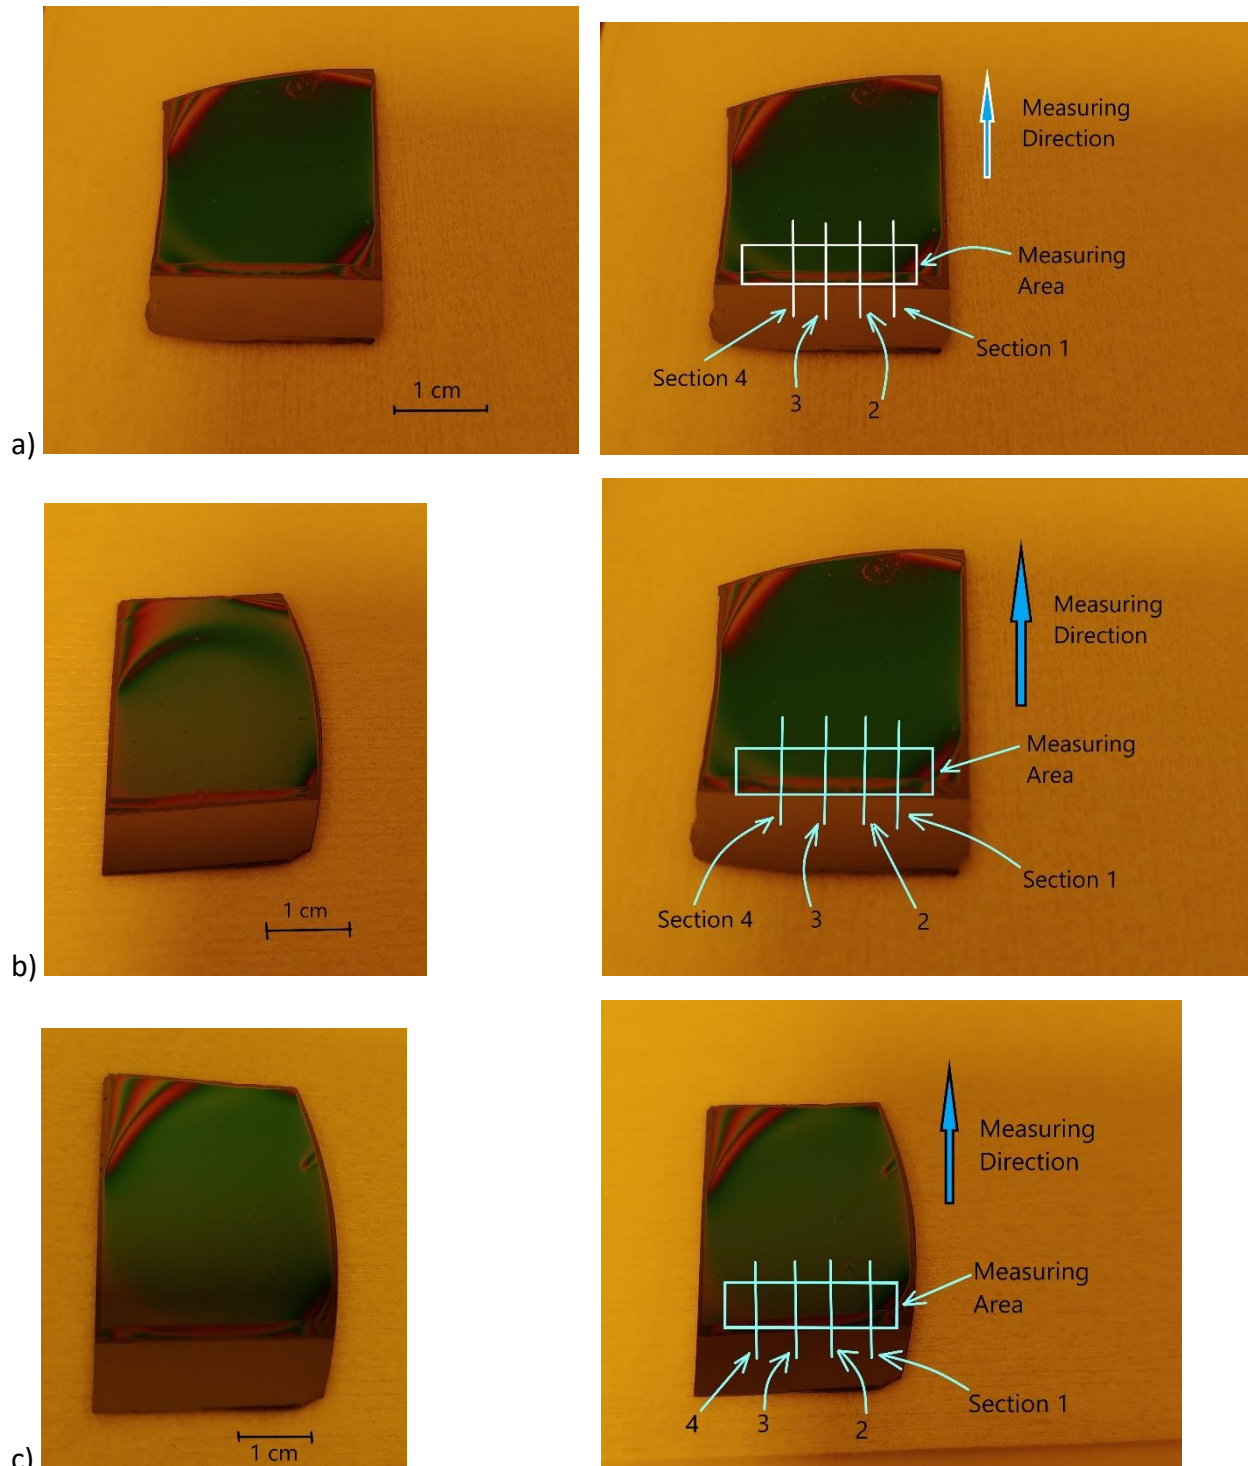 Measuring
Direction
Measuring
Area
Section 1
Section 4
3
2
1 cm
a)
Measuring
Direction
Measuring
Area
Section 1
Section 4
3
2
1 cm
b)
Measuring
Direction
Measuring
Area
Section 1
4
3
2
1 cm
c)